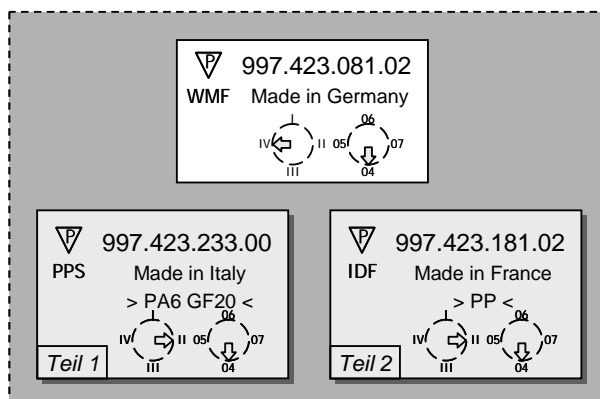 P 997.423.081.02
WMF Made in Germany
I 06
IV II 05 07
III 04
P 997.423.233.00
PPS Made in Italy
> PA6 GF20 <
I 06
IV II 05 07
III 04
Teil 1
P 997.423.181.02
IDF Made in France
> PP <
I 06
IV II 05 07
III 04
Teil 2